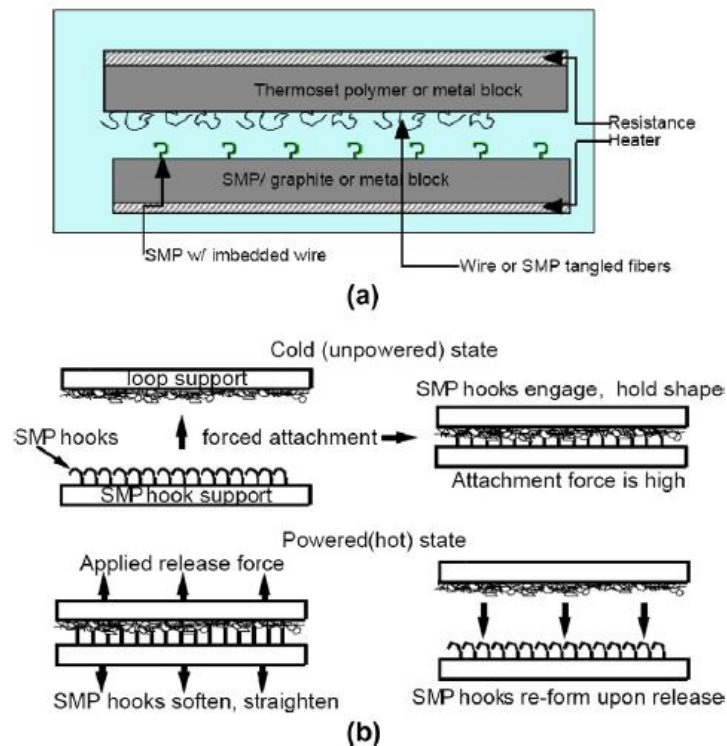 Thermoset polymer or metal block
Resistance
Heater
SMP/ graphite or metal block
SMP w/ imbedded wire
Wire or SMP tangled fibers
(a)
Cold (unpowered) state
loop support
SMP hooks engage, hold shape
SMP hooks
forced attachment
SMP hook support
Attachment force is high
Powered(hot) state
Applied release force
SMP hooks soften, straighten
SMP hooks re-form upon release
(b)